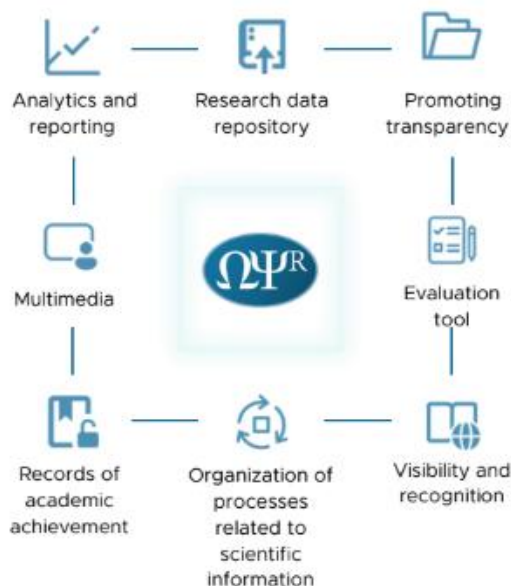 Analytics and
reporting
Research data
repository
Promoting
transparency
Multimedia
ΩΨR
Evaluation
tool
Records of
academic
achievement
Organization of
processes
related to
scientific
information
Visibility and
recognition